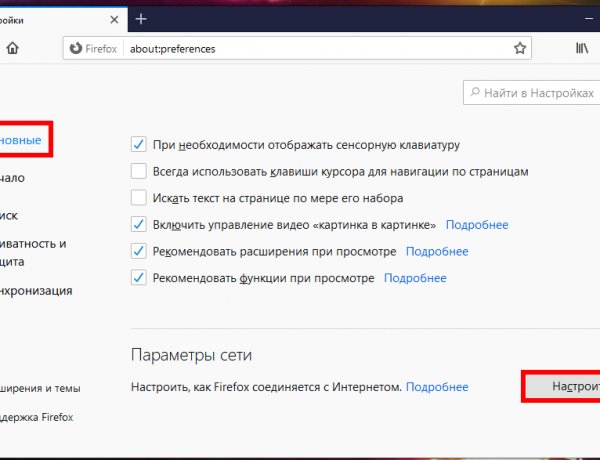 ройки
Firefox about:preferences
Найти в Настройках
новные
При необходимости отображать сенсорную клавиатуру
Всегда использовать клавиши курсора для навигации по страницам
чало
Искать текст на странице по мере его набора
иск
Включить управление видео «картинка в картинке» Подробнее
иватность и
щита
Рекомендовать расширения при просмотре Подробнее
Рекомендовать функции при просмотре Подробнее
нхронизация
Параметры сети
Настроить, как Firefox соединяется с Интернетом. Подробнее
Настроит
ширения и темы
ддержка Firefox